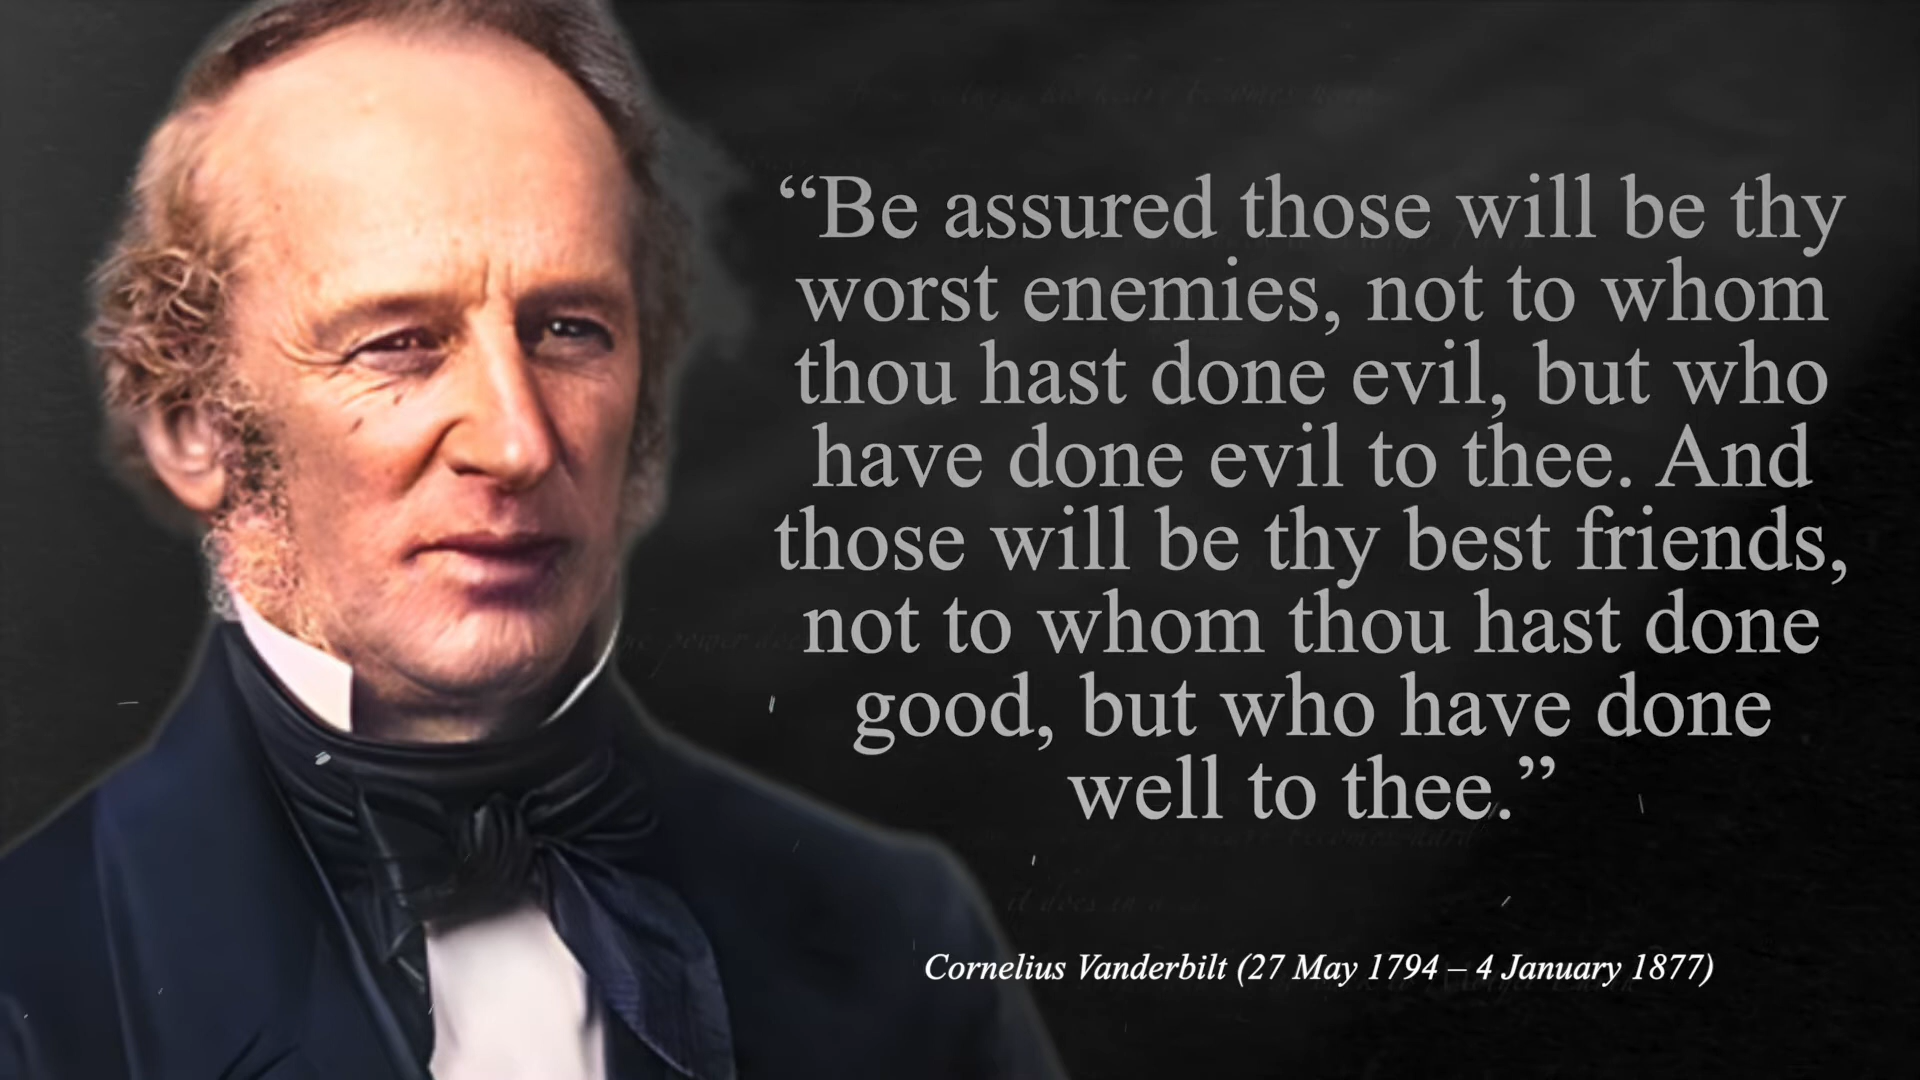 “Be assured those will be thy
worst enemies, not to whom
thou hast done evil, but who
have done evil to thee. And
those will be thy best friends,
not to whom thou hast done
good, but who have done
well to thee.”
Cornelius Vanderbilt (27 May 1794 – 4 January 1877)